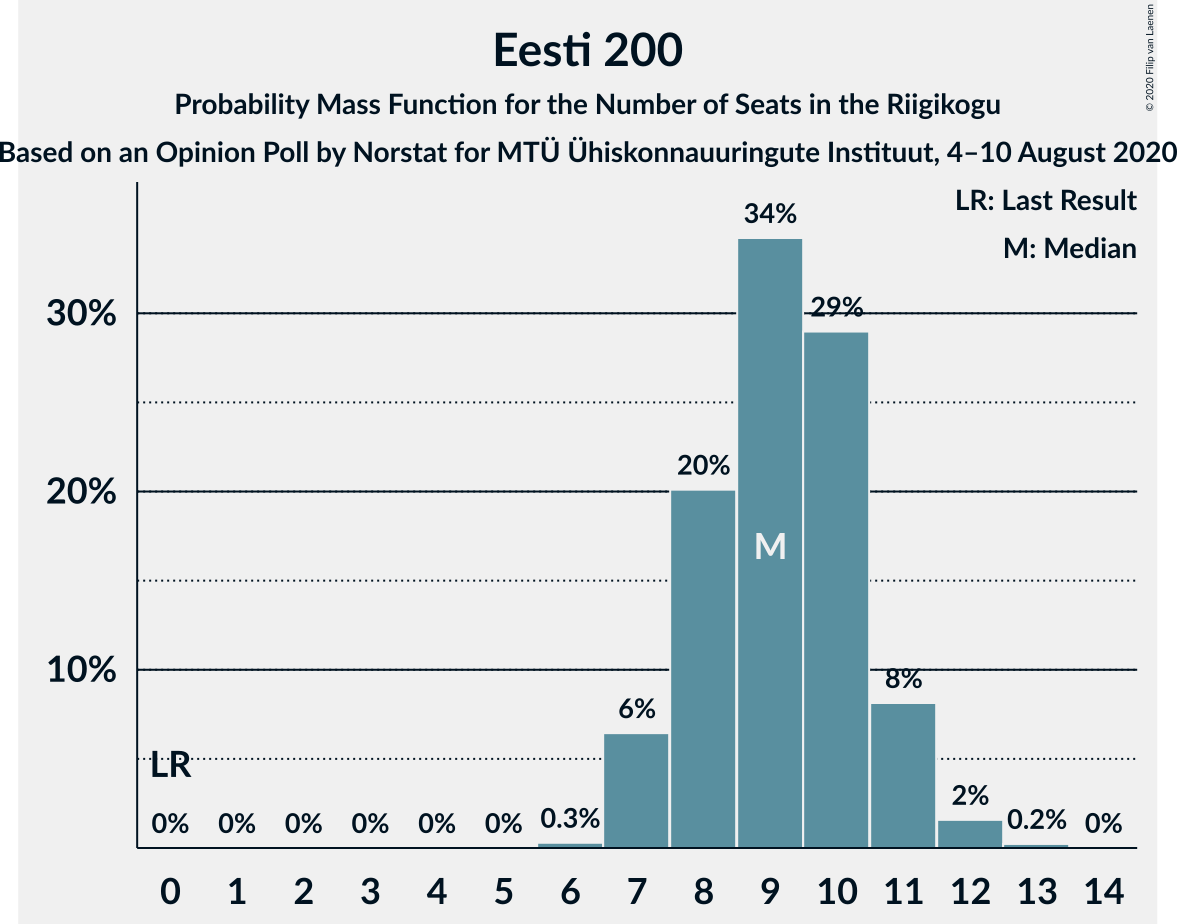 Eesti 200
Probability Mass Function for the Number of Seats in the Riigikogu
Based on an Opinion Poll by Norstat for MTÜ Ühiskonnauuringute Instituut, 4–10 August 2020
© 2020 Filip van Laenen
LR: Last Result
M: Median
34%
30%
29%
20%
20%
M
10%
8%
6%
LR
2%
0% 0% 0% 0% 0% 0% 0.3% 0.2% 0%
0 1 2 3 4 5 6 7 8 9 10 11 12 13 14